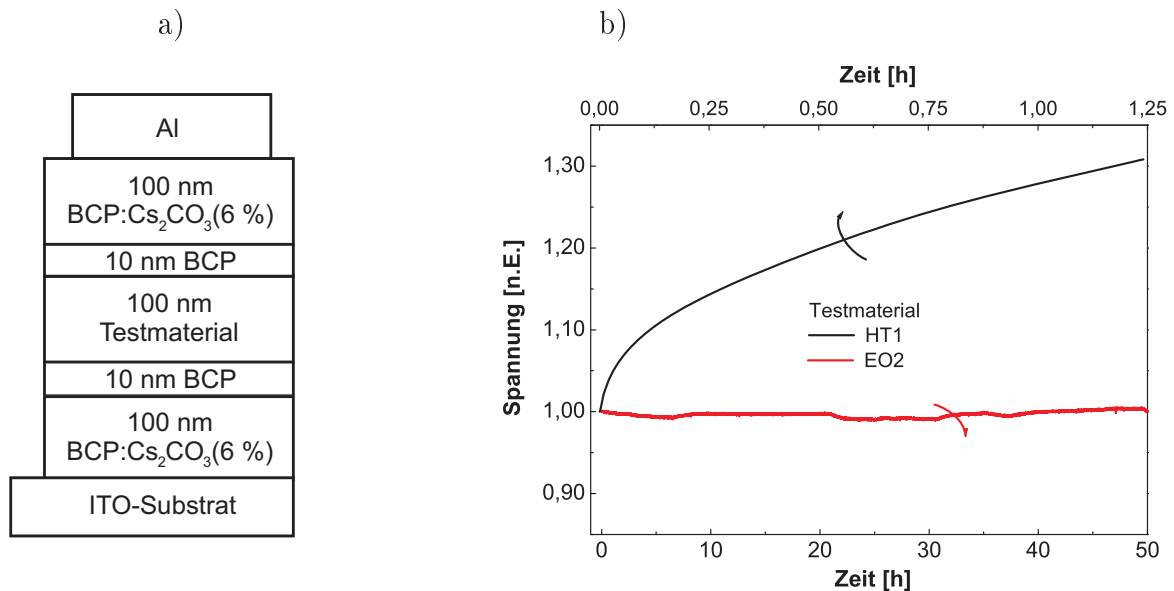 a)
Al
100 nm
BCP:Cs₂CO₃(6 %)
10 nm BCP
100 nm
Testmaterial
10 nm BCP
100 nm
BCP:Cs₂CO₃(6 %)
ITO-Substrat
b)
Zeit [h]
0,00 0,25 0,50 0,75 1,00 1,25
Spannung [n.E.]
1,30
1,20
1,10
1,00
0,90
Testmaterial
HT1
EO2
0 10 20 30 40 50
Zeit [h]